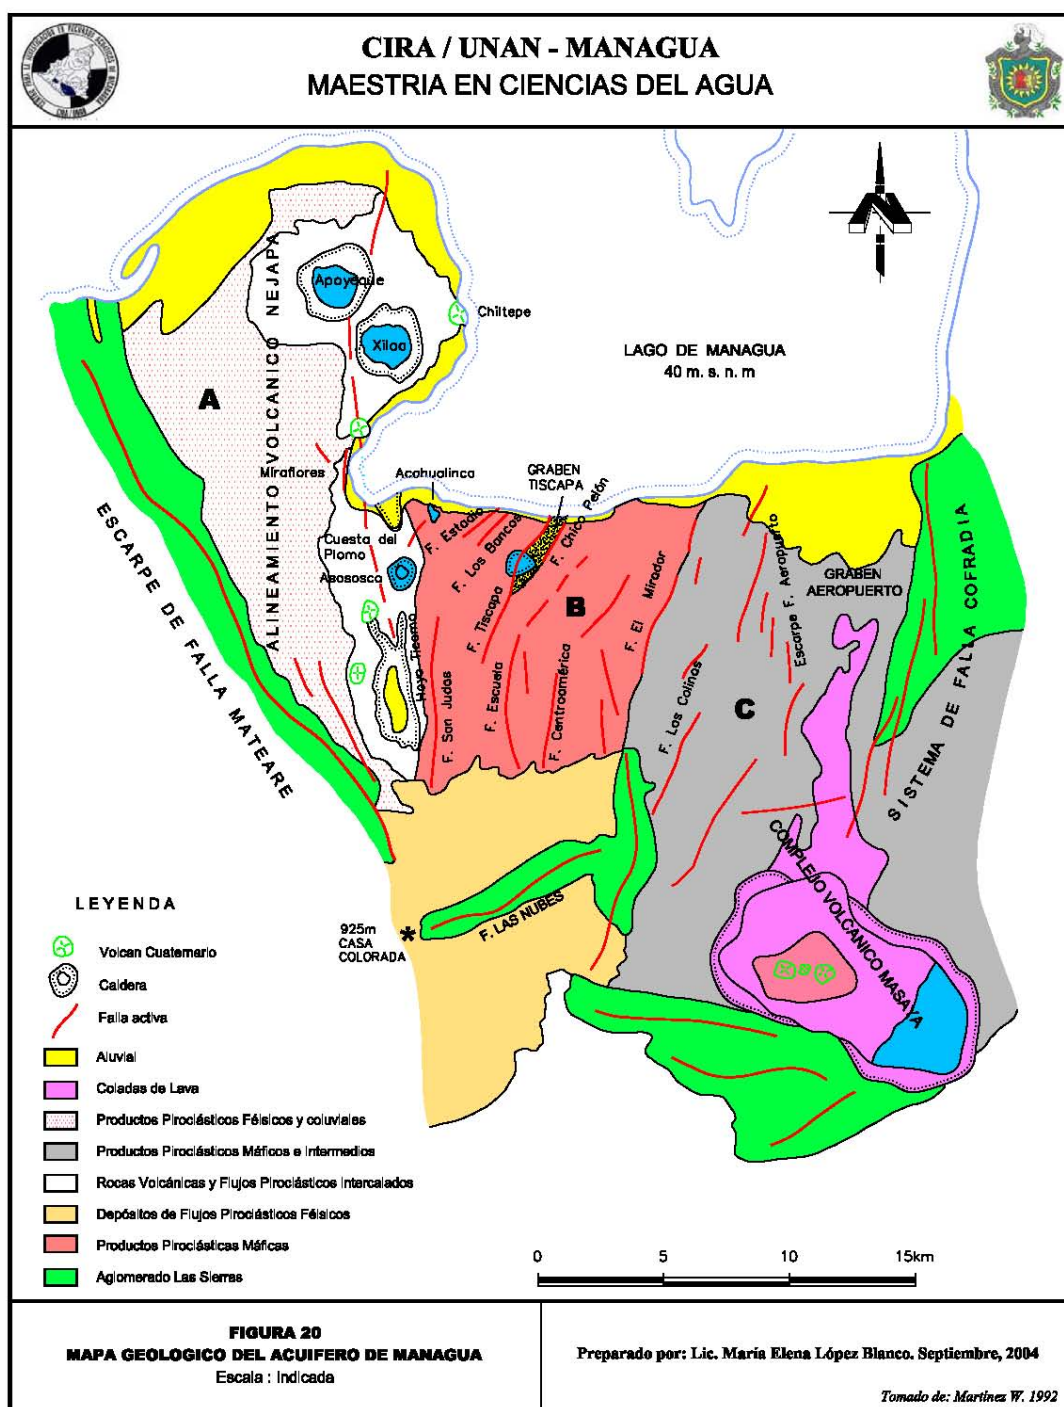 CIRA / UNAN - MANAGUA
MAESTRIA EN CIENCIAS DEL AGUA
ALINEAMIENTO VOLCANICO NEJAPA
Apoyeque
Xiloa
Chiltepe
LAGO DE MANAGUA
40 m. s. n. m
A
Miraflores
Acahualinca
GRABEN
TISCAPA
F. Chico Pelón
F. Estadio
F. Los Bancos
Cuesta del
Plomo
Asososca
F. Tiscapa
B
F. El Mirador
Escarpe F. Aeropuerto
GRABEN
AEROPUERTO
SISTEMA DE FALLA COFRADIA
ESCARPE DE FALLA MATEARE
Hoya Ticomo
F. San Judas
F. Escuela
F. Centroamérica
F. Las Colinas
C
COMPLEJO VOLCANICO MASAYA
F. LAS NUBES
925m
CASA
COLORADA
LEYENDA
Volcan Cuaternario
Caldera
Falla activa
Aluvial
Coladas de Lava
Productos Piroclásticos Félsicos y coluviales
Productos Piroclásticos Máficos e Intermedios
Rocas Volcánicas y Flujos Piroclásticos Intercalados
Depósitos de Flujos Piroclásticos Félsicos
Productos Piroclásticas Máficas
Aglomerado Las Sierras
0 5 10 15km
FIGURA 20
MAPA GEOLOGICO DEL ACUIFERO DE MANAGUA
Escala : Indicada
Preparado por: Lic. María Elena López Blanco. Septiembre, 2004
Tomado de: Martínez W. 1992